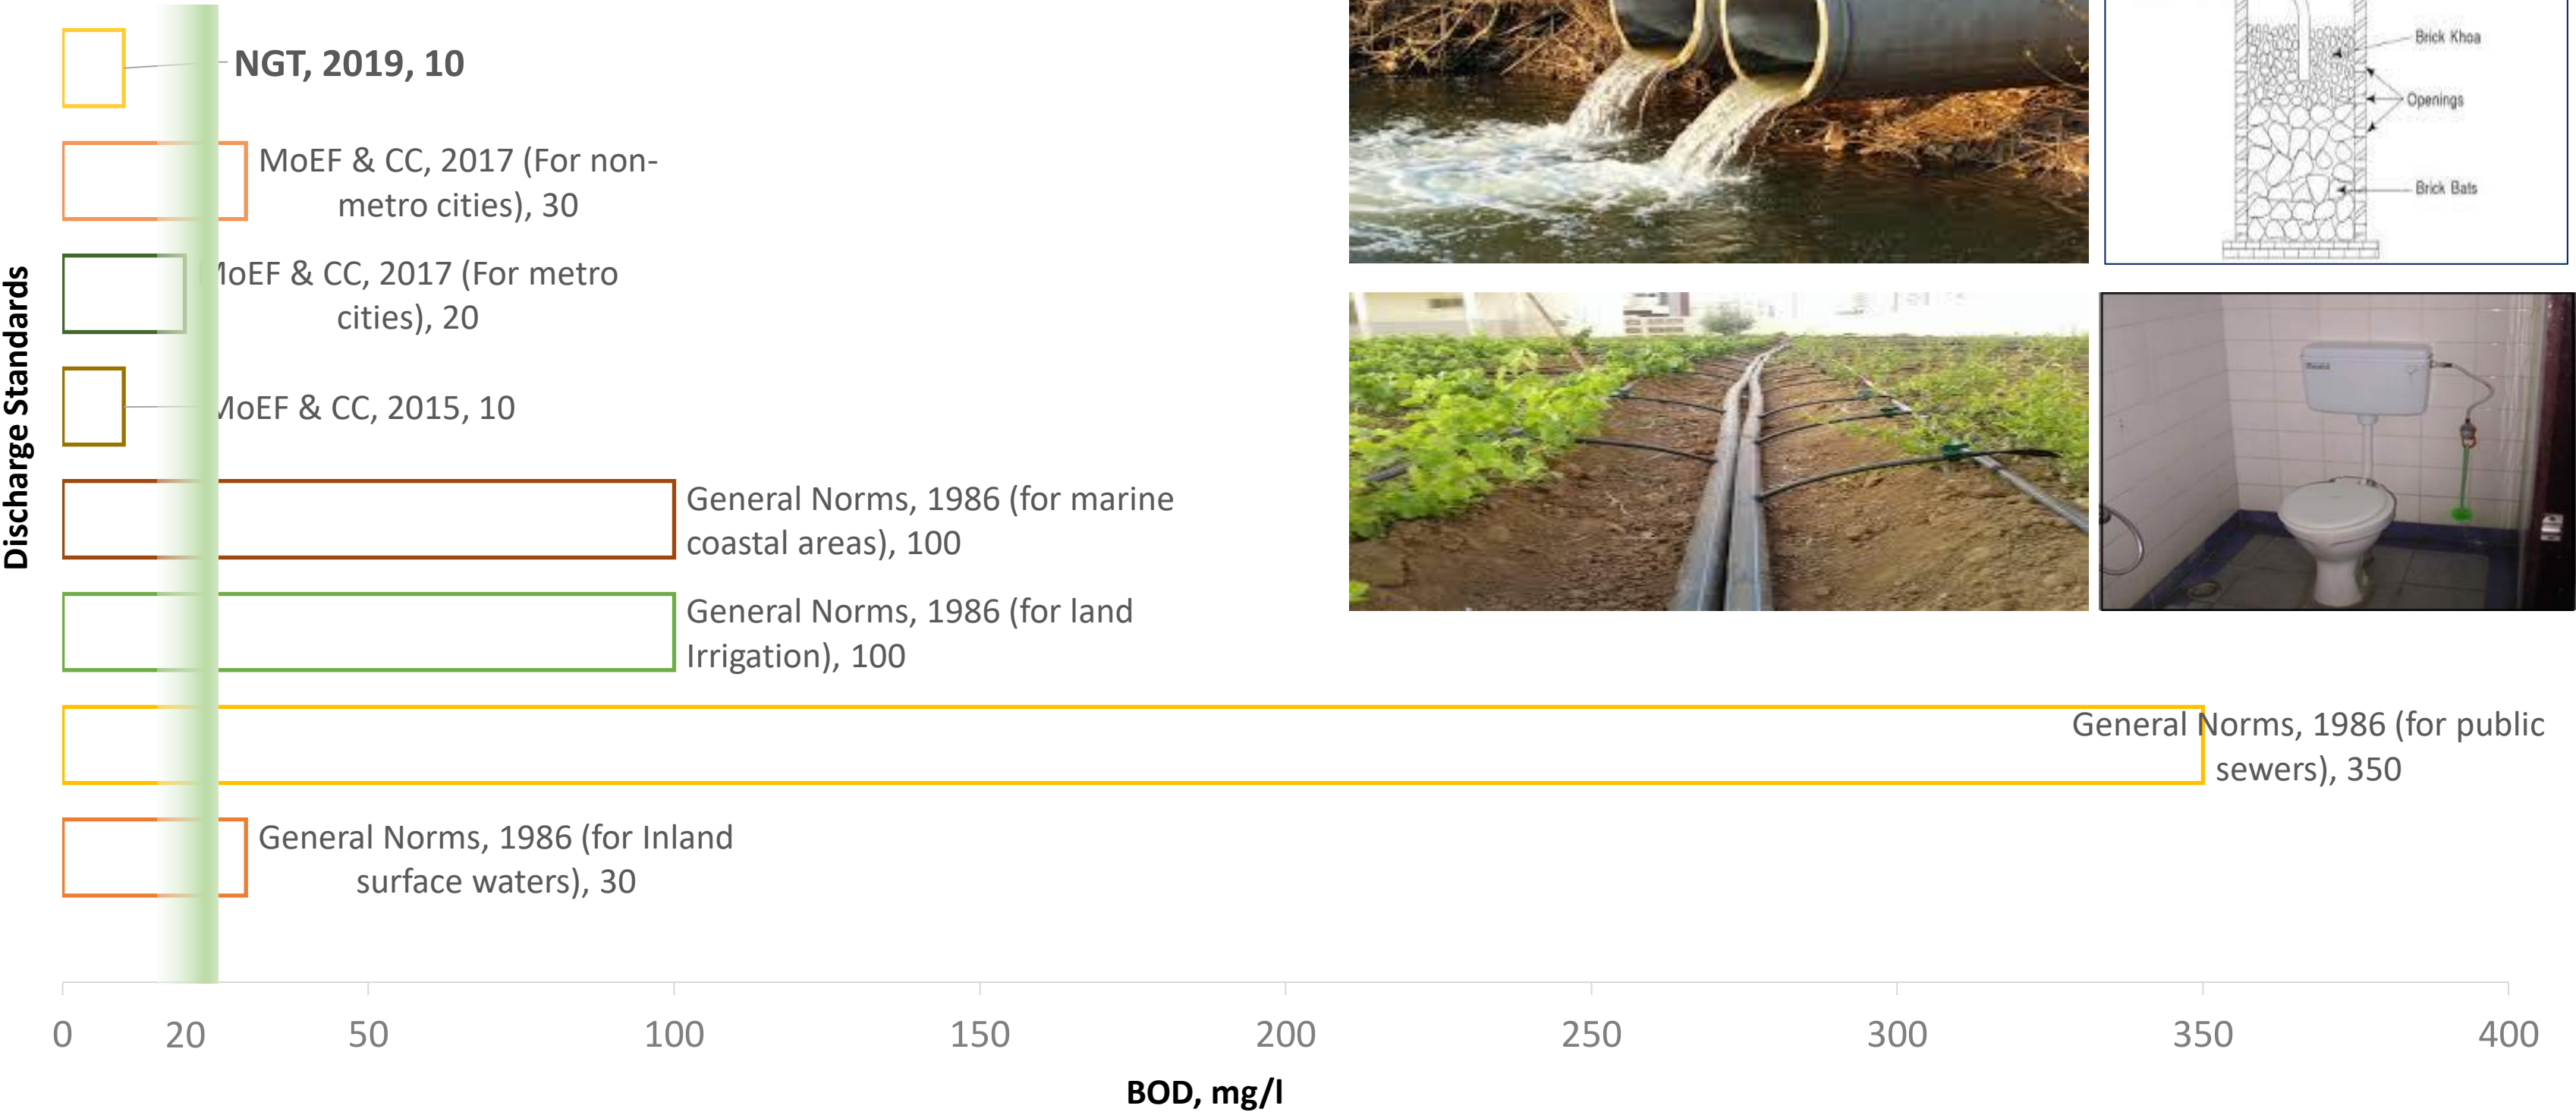 NGT, 2019, 10
MoEF & CC, 2017 (For non-
metro cities), 30
MoEF & CC, 2017 (For metro
cities), 20
MoEF & CC, 2015, 10
General Norms, 1986 (for marine
coastal areas), 100
General Norms, 1986 (for land
Irrigation), 100
General Norms, 1986 (for public
sewers), 350
General Norms, 1986 (for Inland
surface waters), 30
Discharge Standards
0 20 50 100 150 200 250 300 350 400
BOD, mg/l
Brick Khoa
Openings
Brick Bats